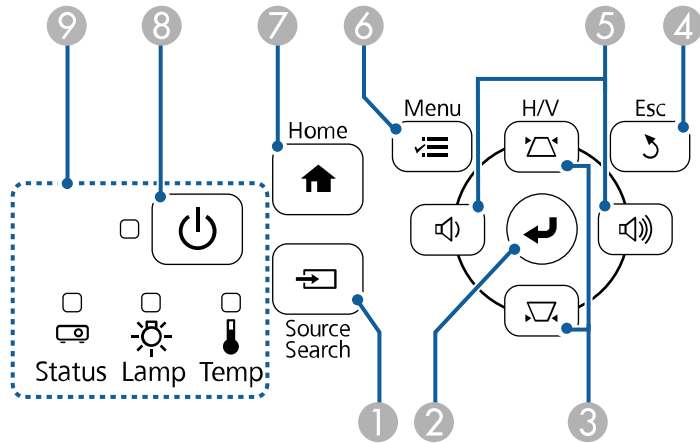 9 8 7 6 5 4
Menu H/V Esc
Home
Source
Search
Status Lamp Temp
1 2 3